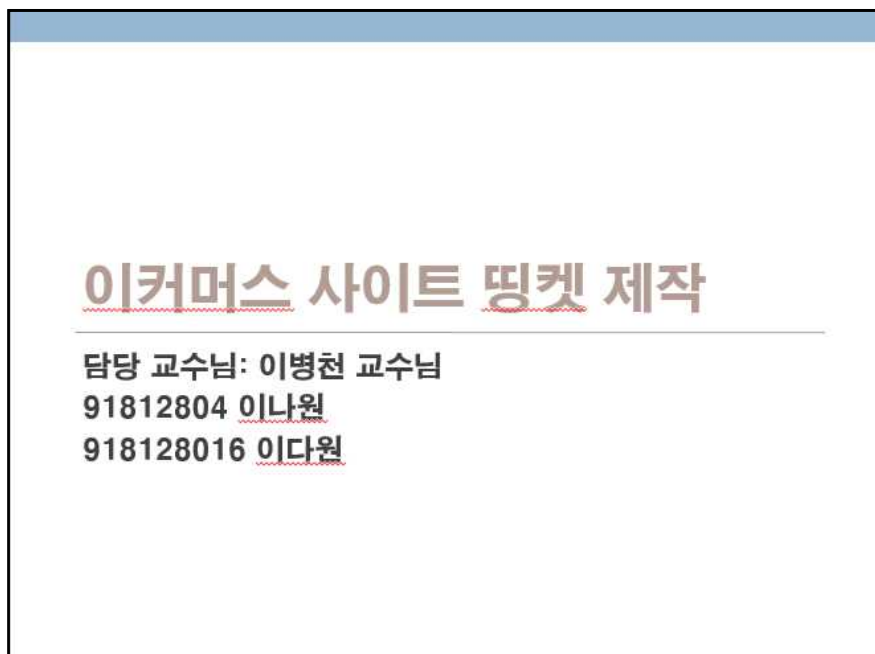 이커머스 사이트 띵켓 제작
담당 교수님: 이병천 교수님
91812804 이나원
918128016 이다원